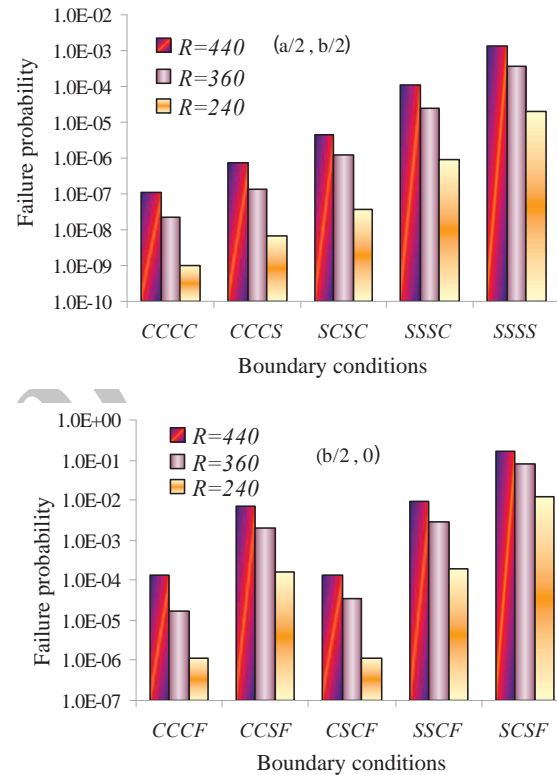 1.0E-02
1.0E-03
1.0E-04
1.0E-05
1.0E-06
1.0E-07
1.0E-08
1.0E-09
1.0E-10
Failure probability
R=440
R=360
R=240
(a/2 , b/2)
CCCC CCCS SCSC SSSC SSSS
Boundary conditions
1.0E+00
1.0E-01
1.0E-02
1.0E-03
1.0E-04
1.0E-05
1.0E-06
1.0E-07
Failure probability
R=440
R=360
R=240
(b/2 , 0)
CCCF CCSF CSCF SSCF SCSF
Boundary conditions